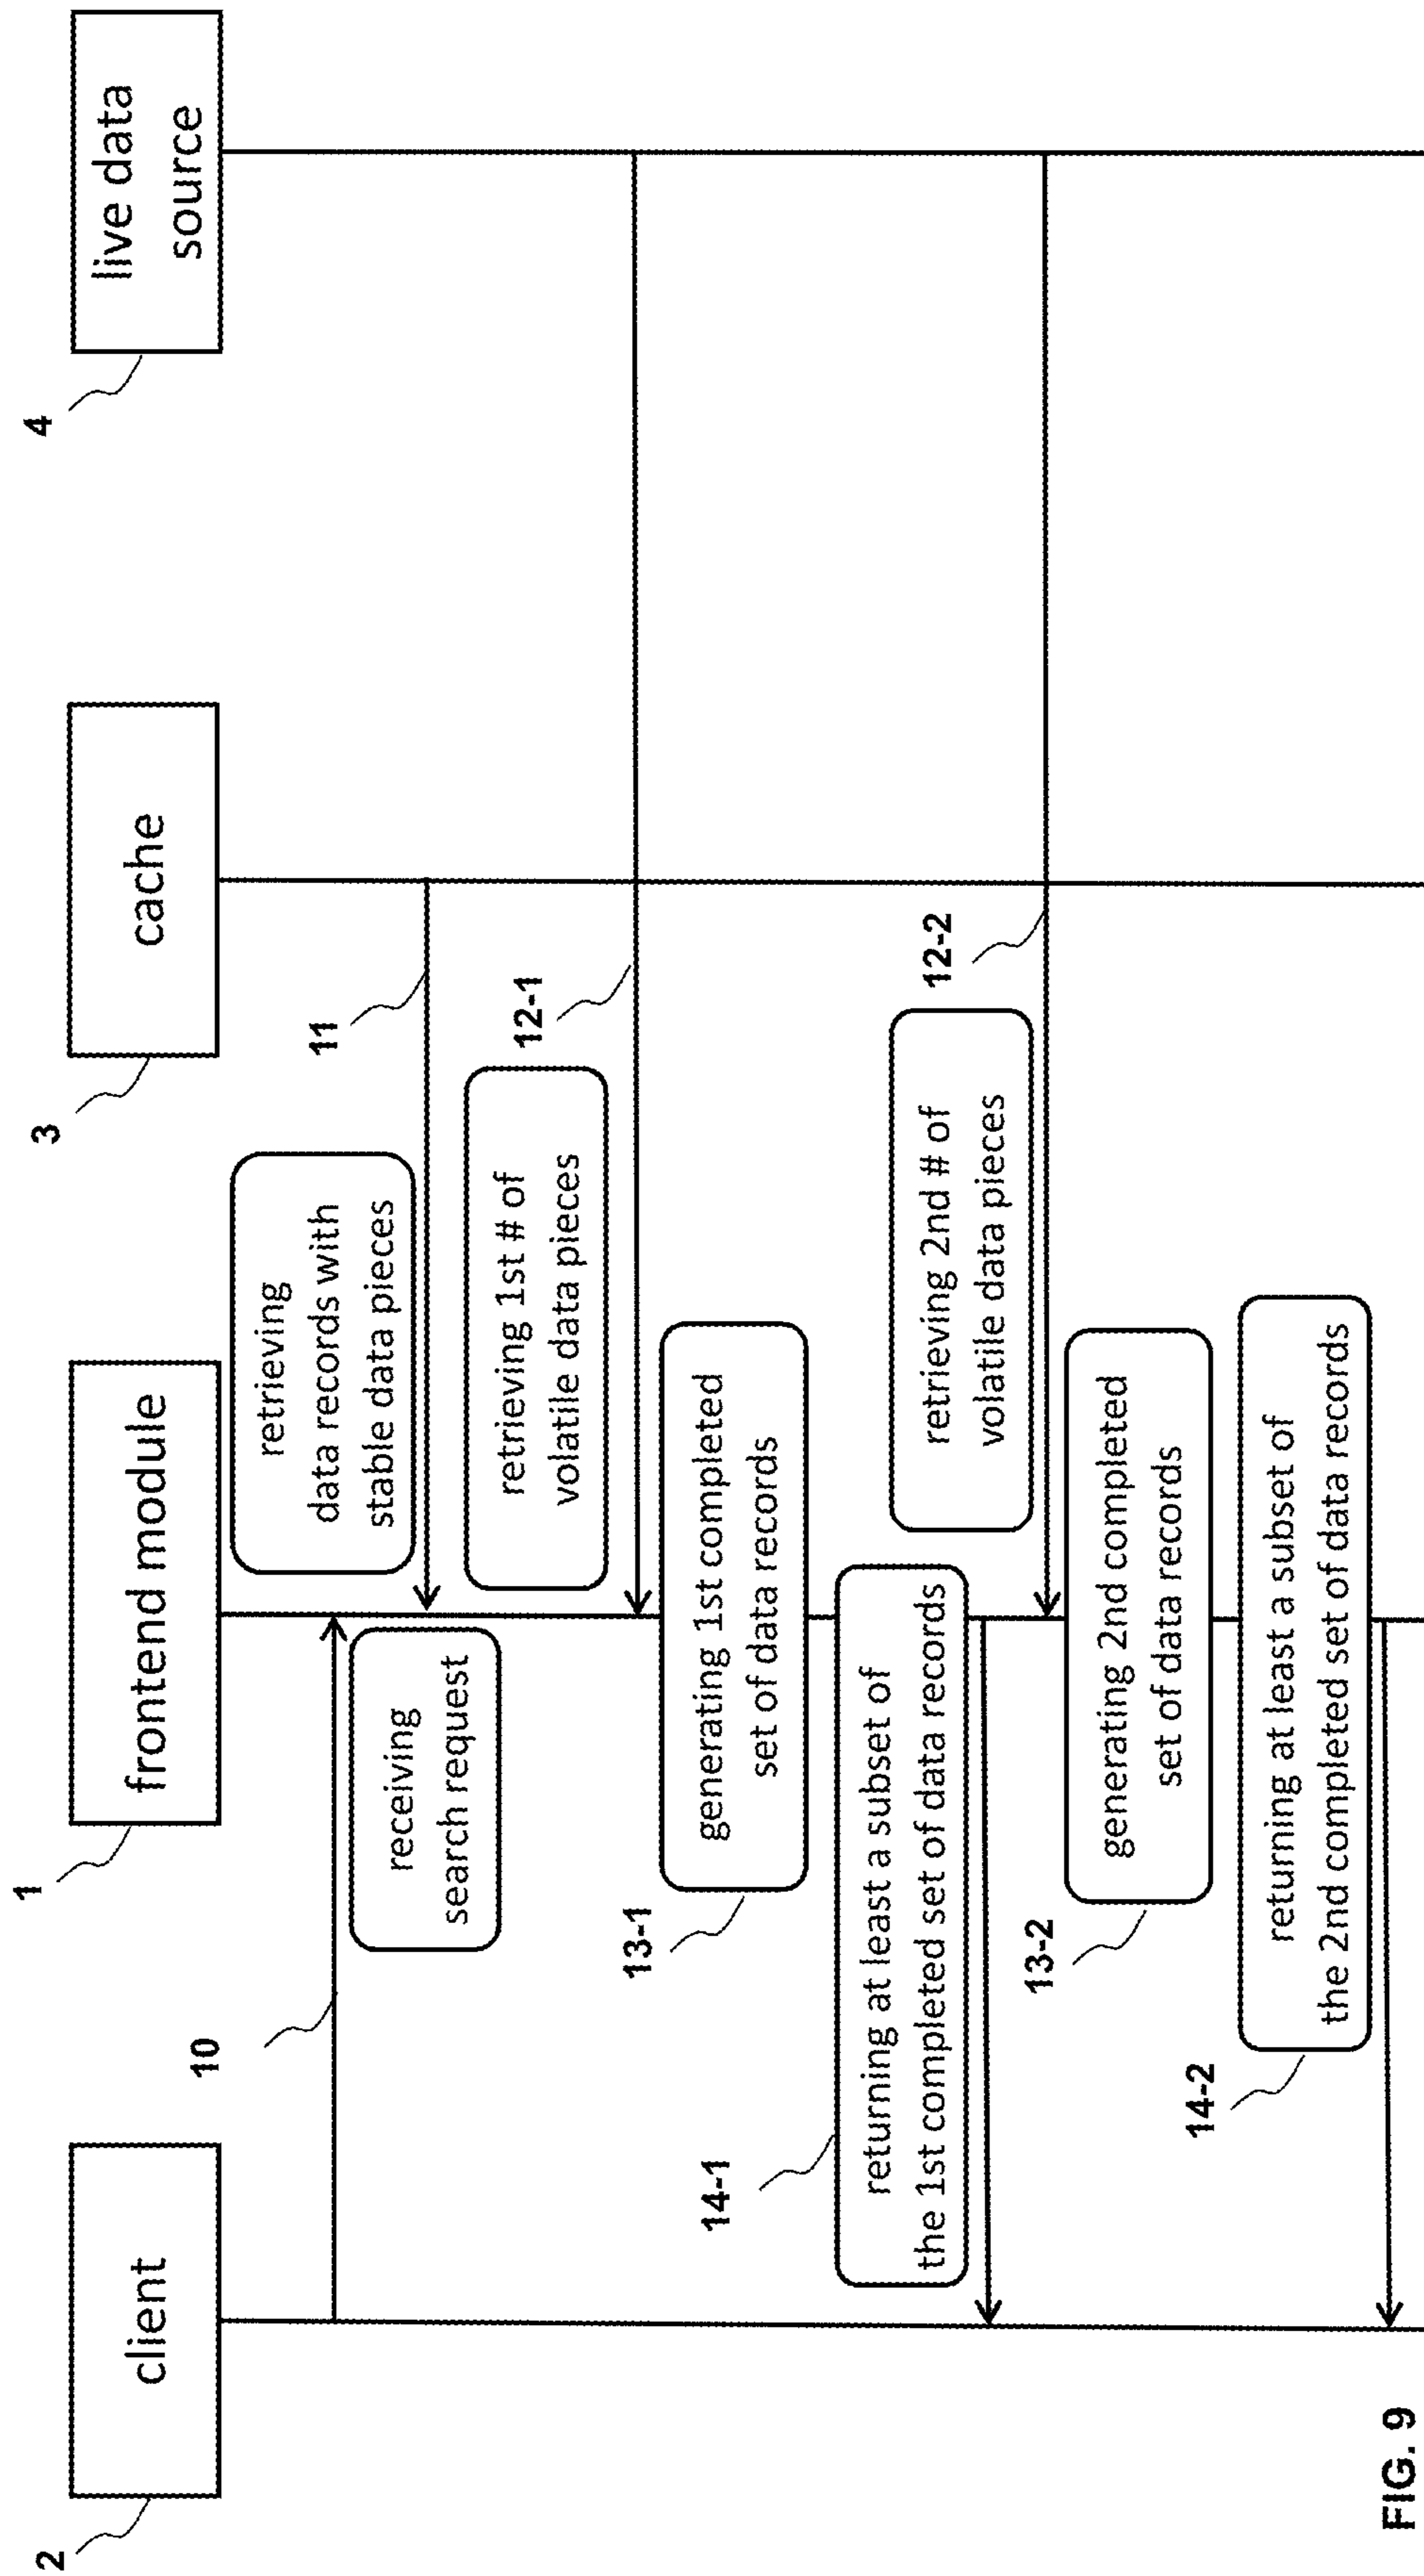 2
client
1
frontend module
3
cache
4
live data
source
10
receiving
search request
retrieving
data records with
stable data pieces
11
retrieving 1st # of
volatile data pieces
12-1
13-1
generating 1st completed
set of data records
14-1
returning at least a subset of
the 1st completed set of data records
retrieving 2nd # of
volatile data pieces
12-2
13-2
generating 2nd completed
set of data records
14-2
returning at least a subset of
the 2nd completed set of data records
FIG. 9